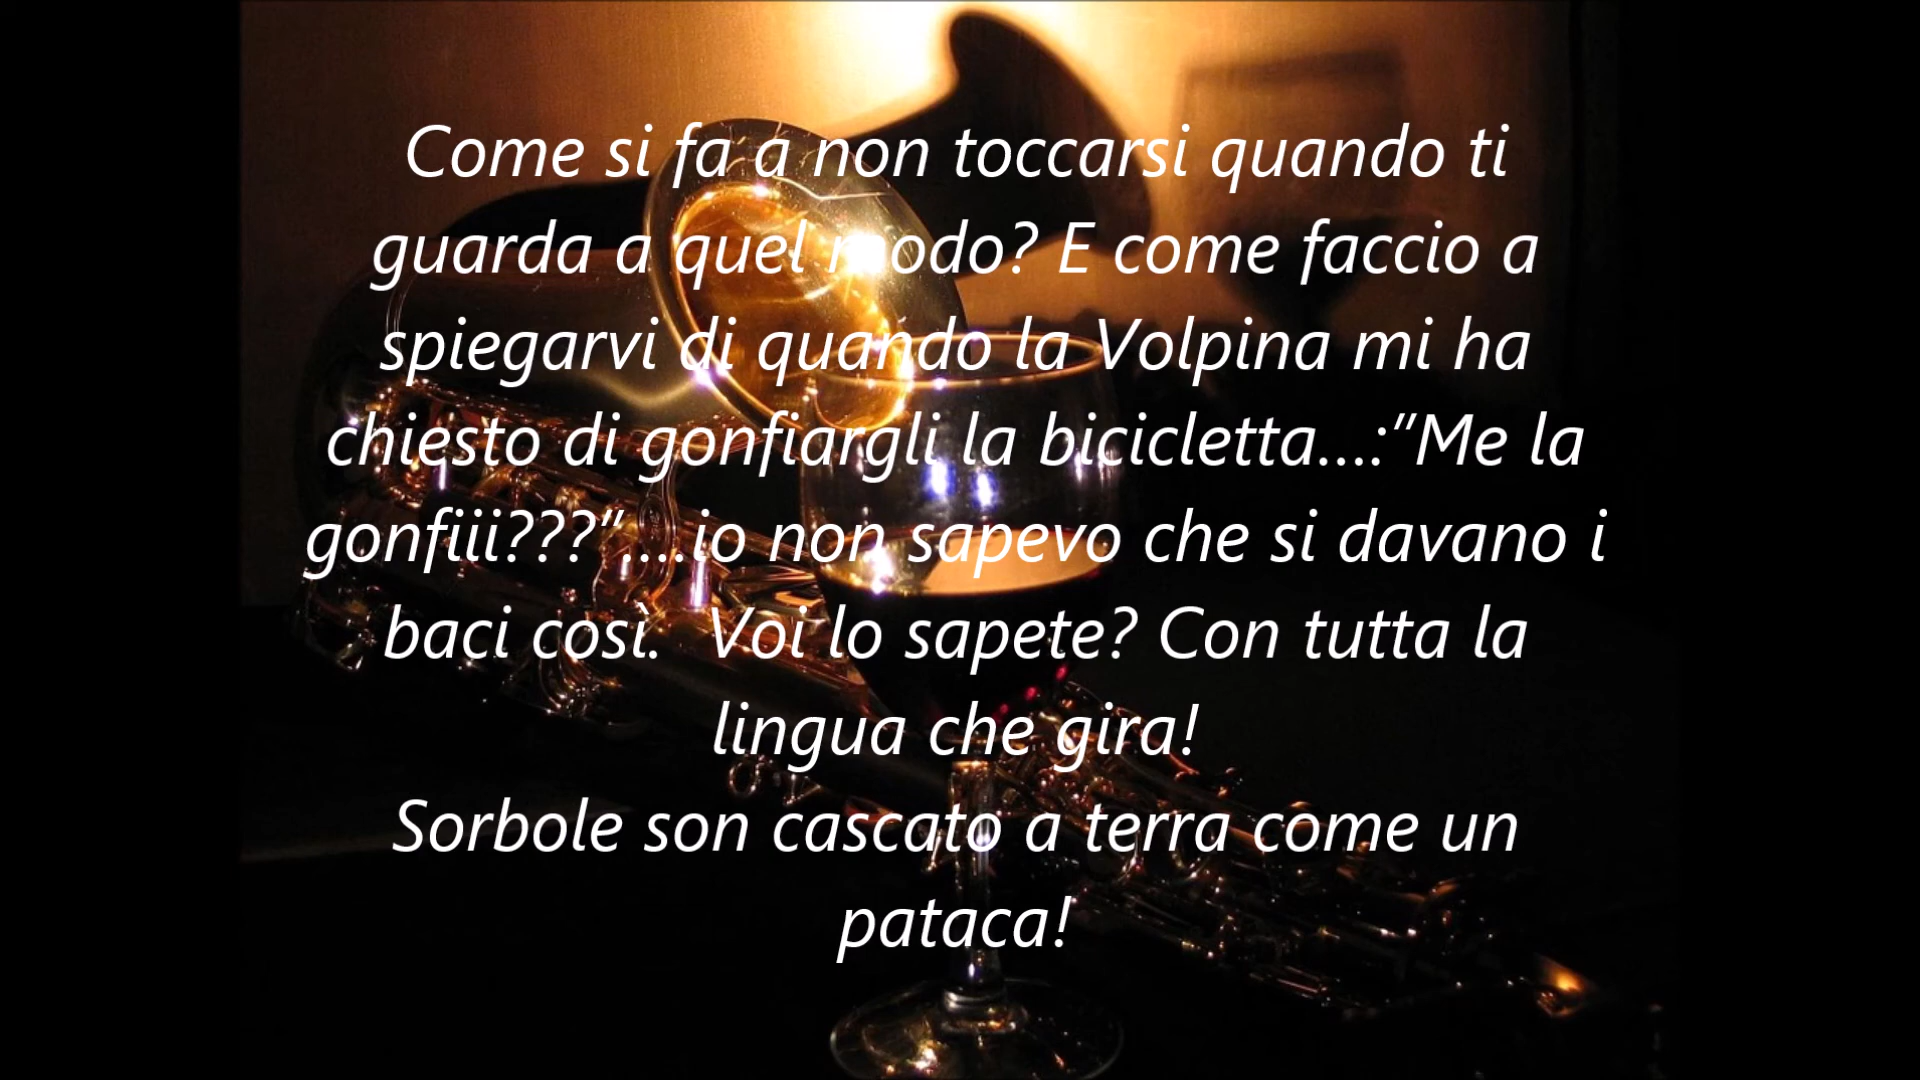 Come si fa a non toccarsi quando ti
guarda a quel modo? E come faccio a
spiegarvi di quando la Volpina mi ha
chiesto di gonfiargli la bicicletta...:"Me la
gonfiii???"....io non sapevo che si davano i
baci così.  Voi lo sapete? Con tutta la
lingua che gira!
Sorbole son cascato a terra come un
pataca!